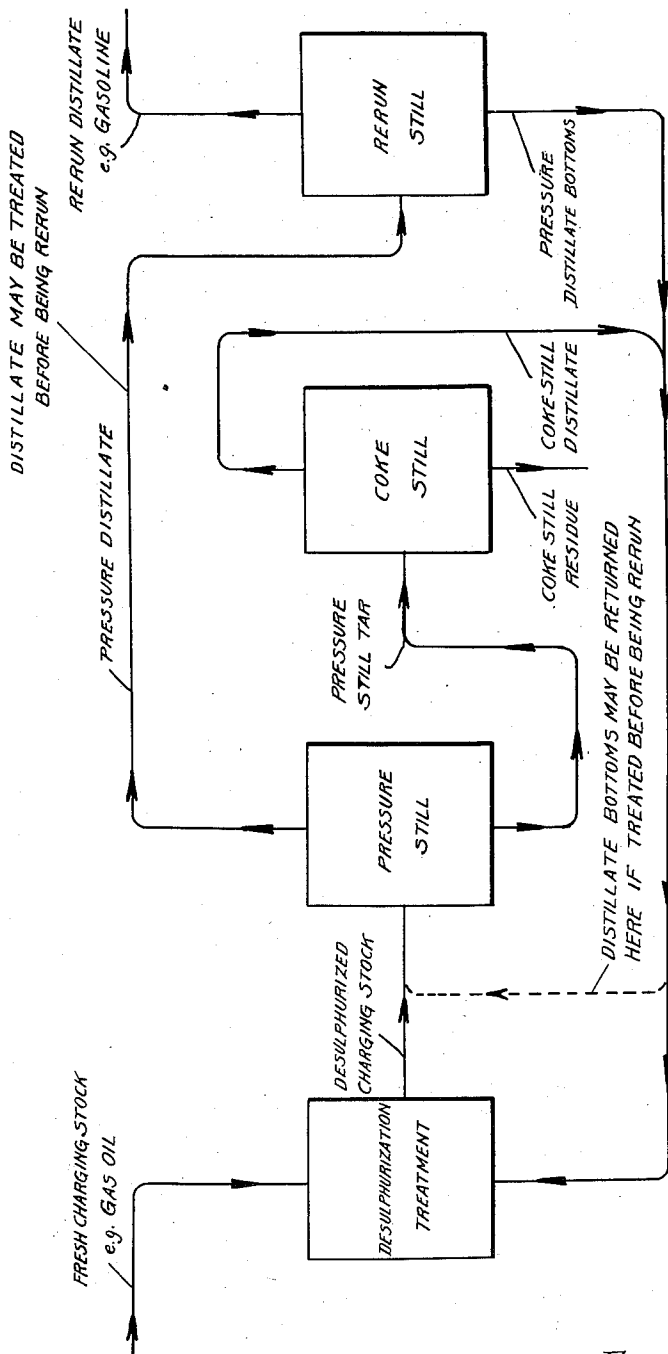 FRESH CHARGING STOCK
e.g. GAS OIL
DESULPHURIZATION
TREATMENT
DESULPHURIZED
CHARGING STOCK
PRESSURE
STILL
PRESSURE DISTILLATE
DISTILLATE MAY BE TREATED
BEFORE BEING RERUN
PRESSURE
STILL TAR
COKE
STILL
COKE STILL
RESIDUE
COKE STILL
DISTILLATE
RERUN DISTILLATE
e.g. GASOLINE
RERUN
STILL
PRESSURE
DISTILLATE BOTTOMS
DISTILLATE BOTTOMS MAY BE RETURNED
HERE IF TREATED BEFORE BEING RERUN